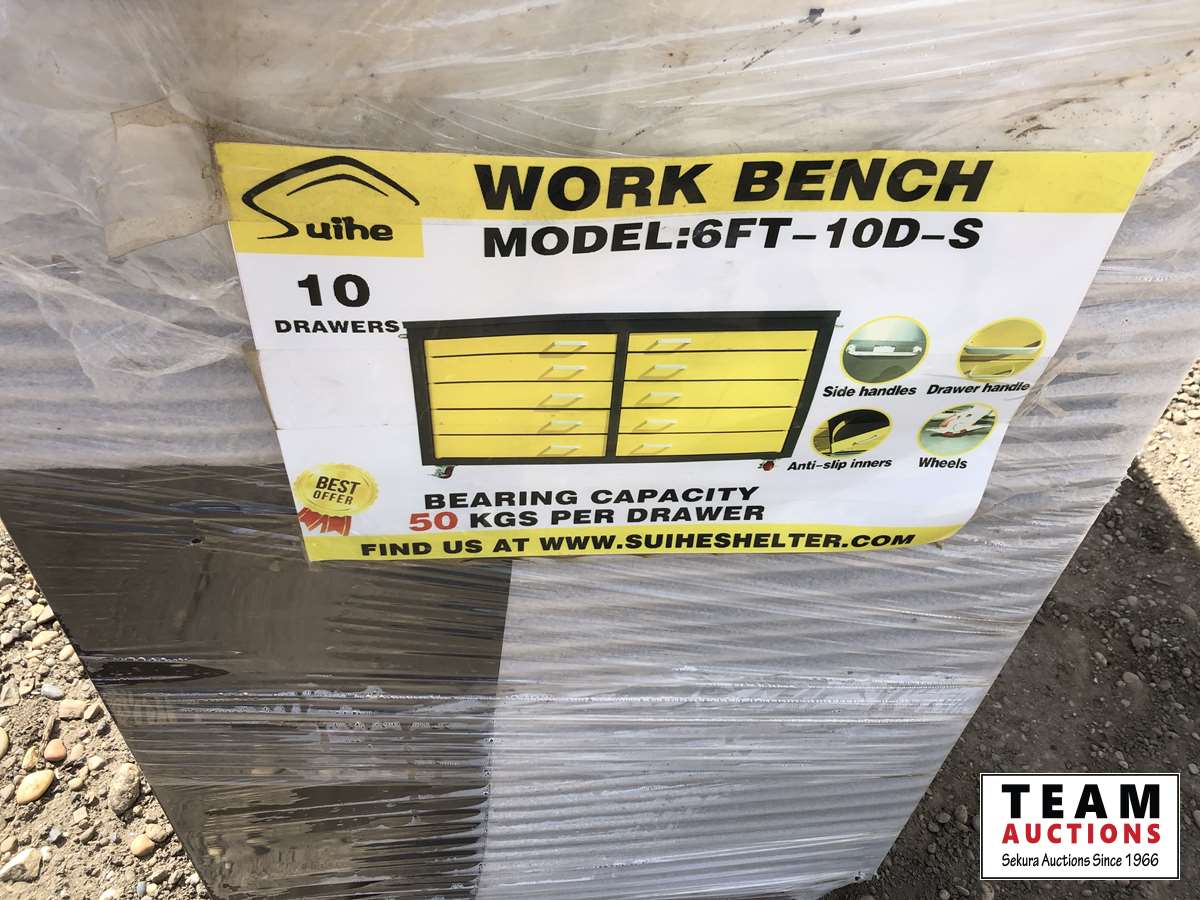 Suihe
WORK BENCH
MODEL:6FT-10D-S
10
DRAWERS
Side handles
Drawer handle
Anti-slip inners
Wheels
BEST
OFFER
BEARING CAPACITY
50 KGS PER DRAWER
FIND US AT WWW.SUIHESHELTER.COM
TEAM
AUCTIONS
Sekura Auctions Since 1966